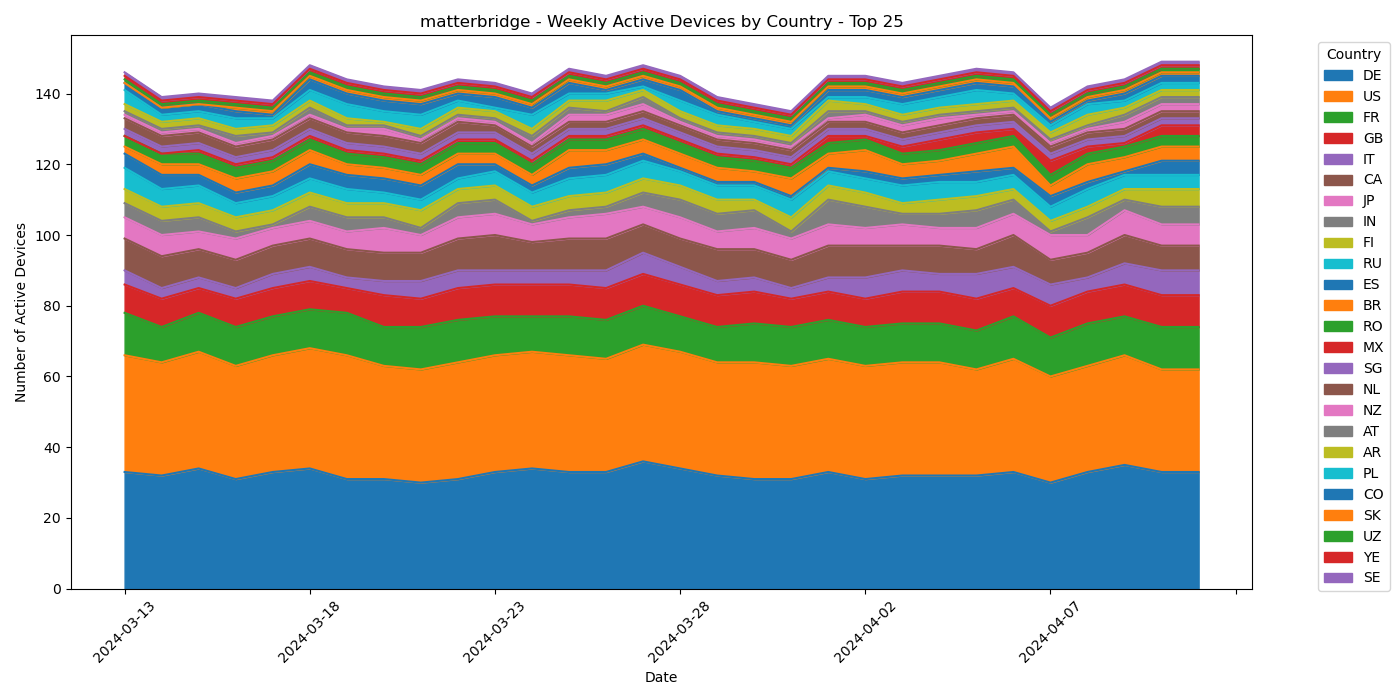 matterbridge - Weekly Active Devices by Country - Top 25
Number of Active Devices
140
120
100
80
60
40
20
0
2024-03-13
2024-03-18
2024-03-23
2024-03-28
2024-04-02
2024-04-07
Date
Country
DE
US
FR
GB
IT
CA
JP
IN
FI
RU
ES
BR
RO
MX
SG
NL
NZ
AT
AR
PL
CO
SK
UZ
YE
SE